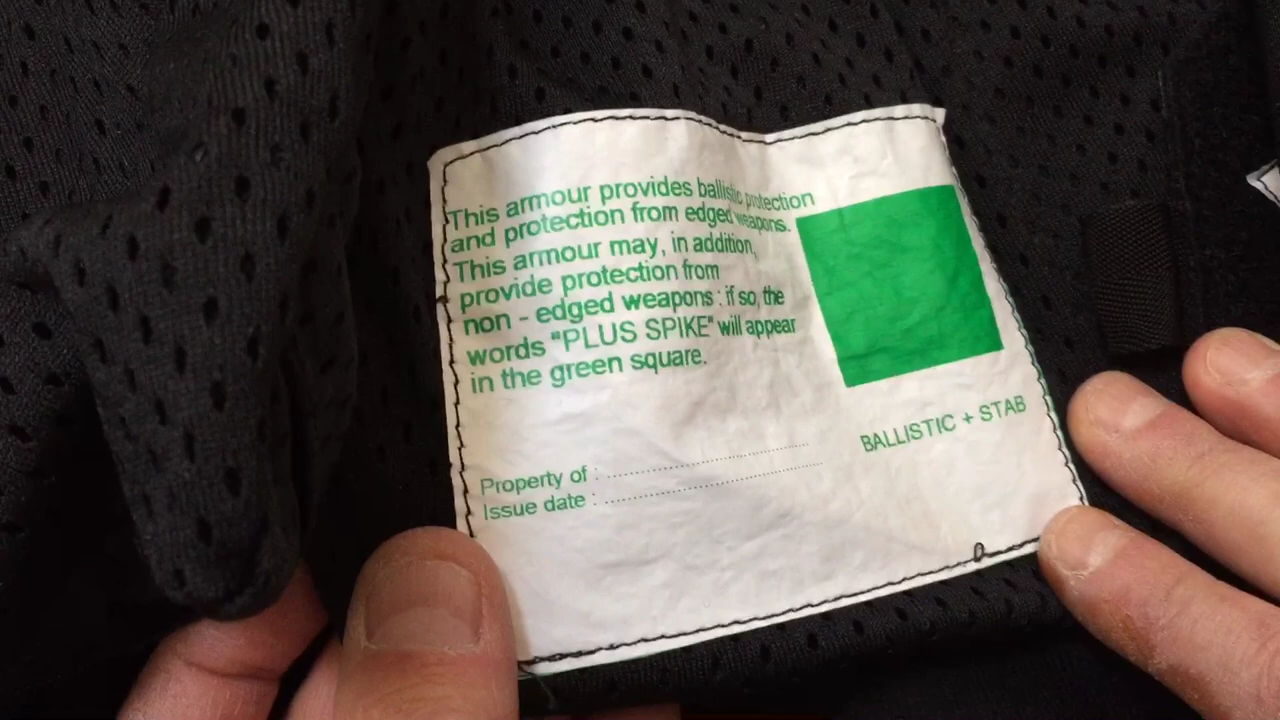 This armour provides ballistic protection
and protection from edged weapons.
This armour may, in addition,
provide protection from
non - edged weapons : if so, the
words "PLUS SPIKE" will appear
in the green square.
BALLISTIC + STAB
Property of :
Issue date :